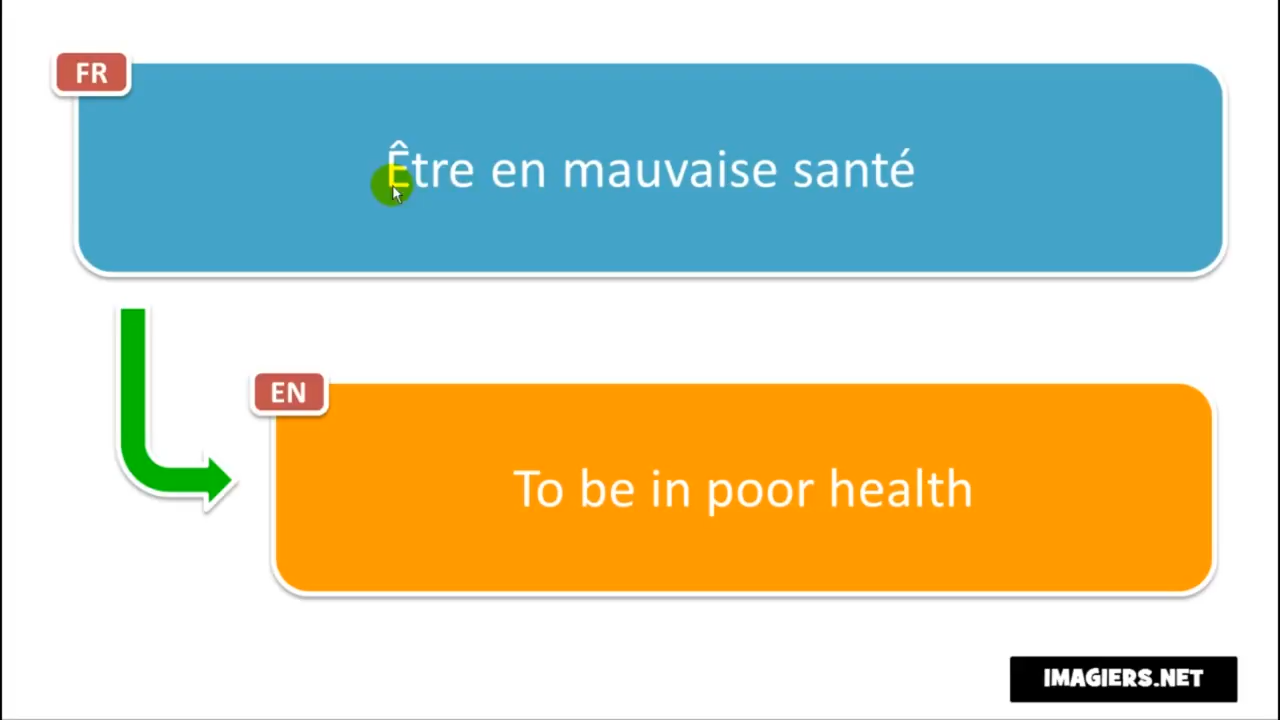 FR
Être en mauvaise santé
EN
To be in poor health
IMAGIERS.NET